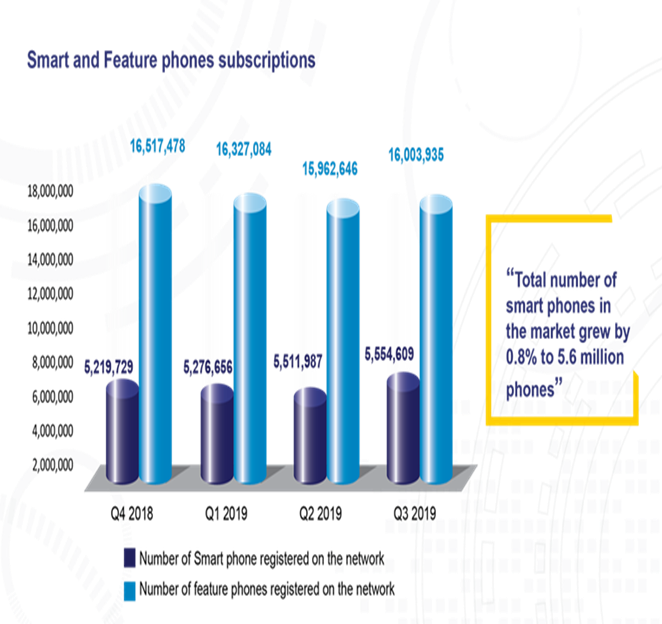 Smart and Feature phones subscriptions
16,517,478
16,327,084
15,962,646
16,003,935
18,000,000
16,000,000
14,000,000
12,000,000
10,000,000
8,000,000
6,000,000
4,000,000
2,000,000
5,219,729
5,276,656
5,511,987
5,554,609
Q4 2018
Q1 2019
Q2 2019
Q3 2019
Number of Smart phone registered on the network
Number of feature phones registered on the network
“Total number of
smart phones in
the market grew by
0.8% to 5.6 million
phones”